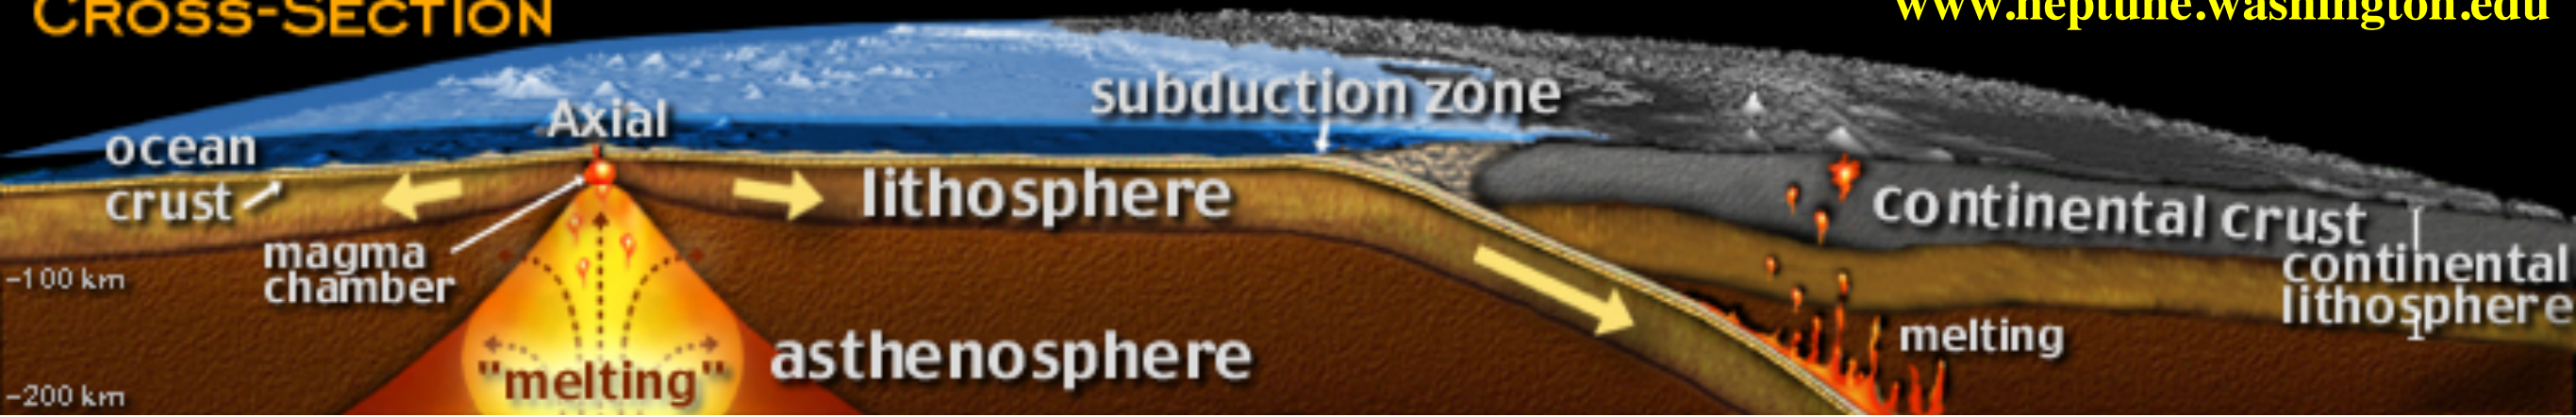 CROSS-SECTION
www.neptune.washington.edu
subduction zone
Axial
ocean
crust
lithosphere
continental crust
magma
chamber
-100 km
continental
lithosphere
melting
asthenosphere
"melting"
-200 km